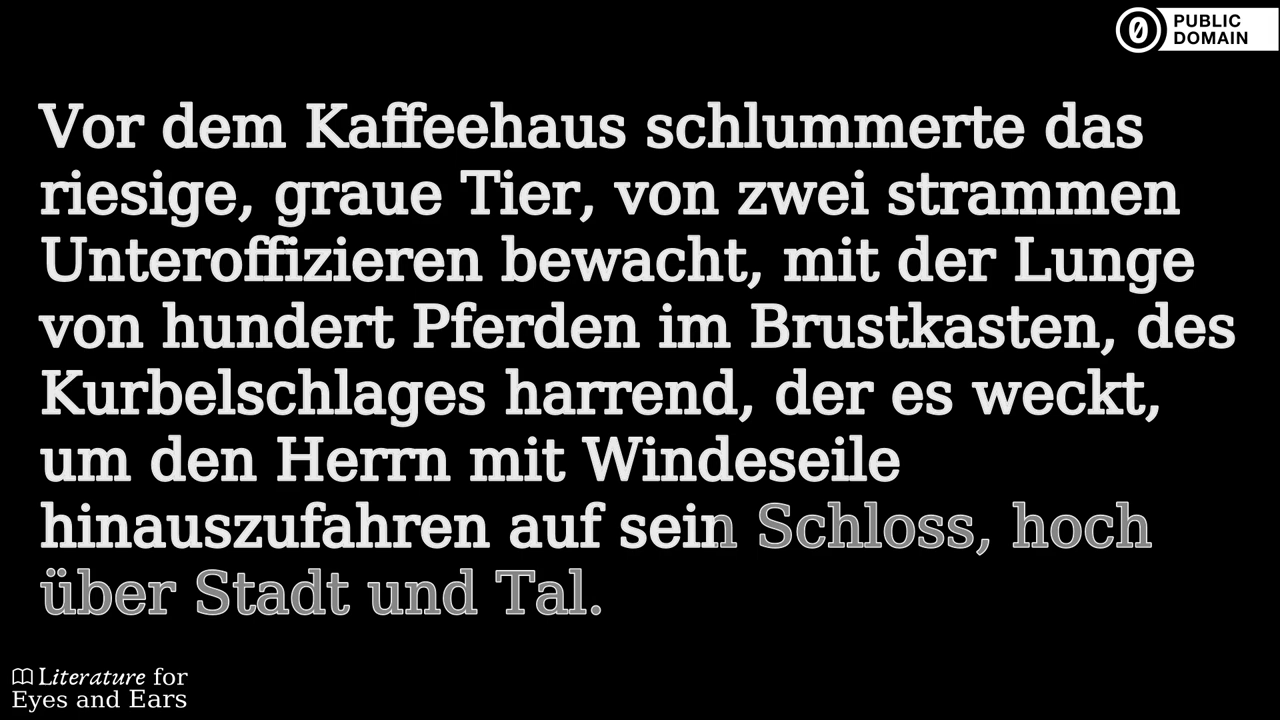 PUBLIC
DOMAIN
Vor dem Kaffeehaus schlummerte das
riesige, graue Tier, von zwei strammen
Unteroffizieren bewacht, mit der Lunge
von hundert Pferden im Brustkasten, des
Kurbelschlages harrend, der es weckt,
um den Herrn mit Windeseile
hinauszufahren auf sein Schloss, hoch
über Stadt und Tal.
Literature for
Eyes and Ears